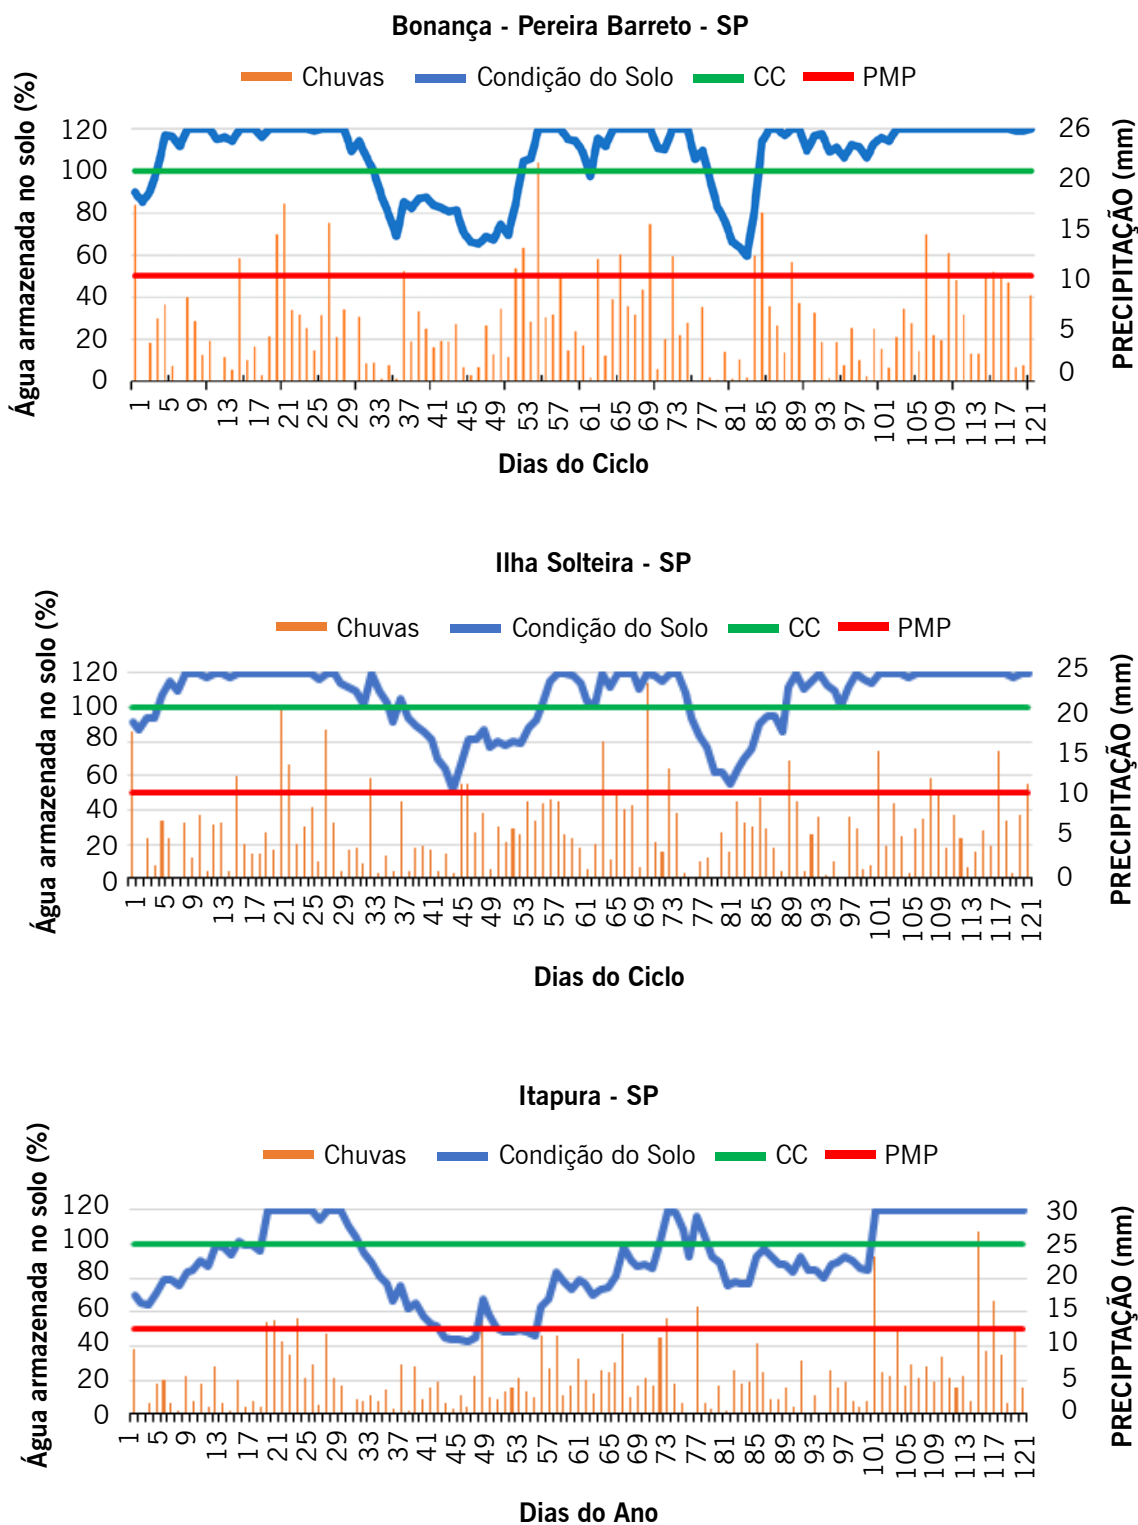 Bonança - Pereira Barreto - SP
Chuvas Condição do Solo CC PMP
Água armazenada no solo (%)
120
100
80
60
40
20
0
26
20
15
10
5
0
PRECIPITAÇÃO (mm)
1 5 9 13 17 21 25 29 33 37 41 45 49 53 57 61 65 69 73 77 81 85 89 93 97 101 105 109 113 117 121
Dias do Ciclo
Ilha Solteira - SP
Chuvas Condição do Solo CC PMP
Água armazenada no solo (%)
120
100
80
60
40
20
0
25
20
15
10
5
0
PRECIPITAÇÃO (mm)
1 5 9 13 17 21 25 29 33 37 41 45 49 53 57 61 65 69 73 77 81 85 89 93 97 101 105 109 113 117 121
Dias do Ciclo
Itapura - SP
Chuvas Condição do Solo CC PMP
Água armazenada no solo (%)
120
100
80
60
40
20
0
30
25
20
15
10
5
0
PRECIPTAÇÃO (mm)
1 5 9 13 17 21 25 29 33 37 41 45 49 53 57 61 65 69 73 77 81 85 89 93 97 101 105 109 113 117 121
Dias do Ano